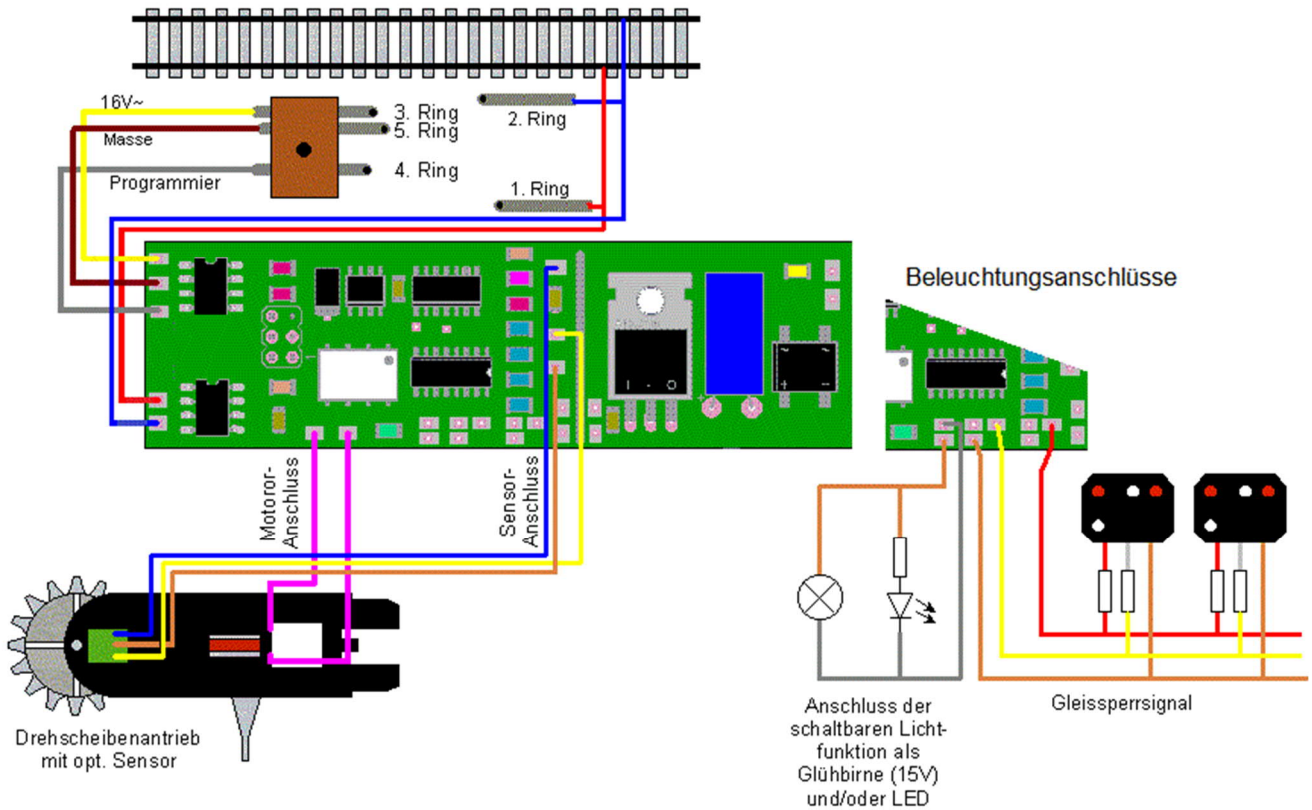 16V~
Masse
Programmier
3. Ring
5. Ring
4. Ring
2. Ring
1. Ring
Beleuchtungsanschlüsse
Motoror-
Anschluss
Sensor-
Anschluss
I - O
Drehscheibenantrieb
mit opt. Sensor
Anschluss der
schaltbaren Licht-
funktion als
Glühbirne (15V)
und/oder LED
Gleissperrsignal